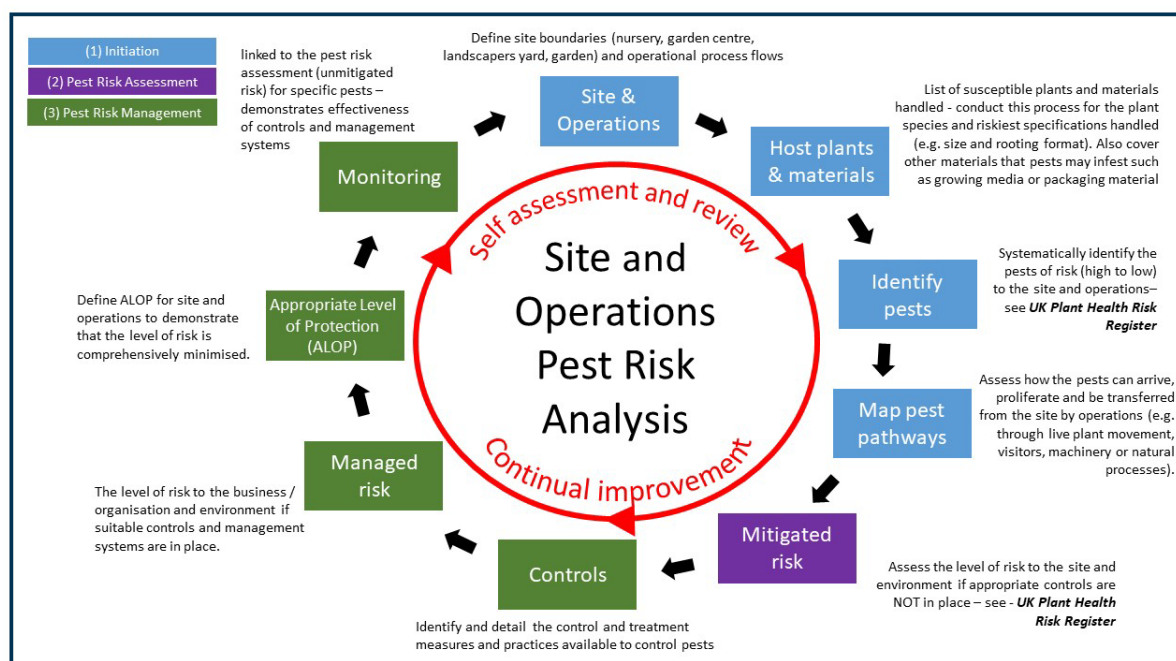 (1) Initiation
(2) Pest Risk Assessment
(3) Pest Risk Management
Define site boundaries (nursery, garden centre,
landscapers yard, garden) and operational process flows
Site &
Operations
List of susceptible plants and materials
handled - conduct this process for the plant
species and riskiest specifications handled
(e.g. size and rooting format). Also cover
other materials that pests may infest such
as growing media or packaging material
Host plants
& materials
Systematically identify the
pests of risk (high to low)
to the site and operations–
see UK Plant Health Risk
Register
Identify
pests
Assess how the pests can arrive,
proliferate and be transferred
from the site by operations (e.g.
through live plant movement,
visitors, machinery or natural
processes).
Map pest
pathways
Mitigated
risk
Assess the level of risk to the site and
environment if appropriate controls are
NOT in place – see - UK Plant Health
Risk Register
Controls
Identify and detail the control and treatment
measures and practices available to control pests
Managed
risk
The level of risk to the business /
organisation and environment if
suitable controls and management
systems are in place.
Appropriate Level
of Protection
(ALOP)
Define ALOP for site and
operations to demonstrate
that the level of risk is
comprehensively minimised.
Monitoring
linked to the pest risk
assessment (unmitigated
risk) for specific pests –
demonstrates effectiveness
of controls and management
systems
Self assessment and review
Site and
Operations
Pest Risk
Analysis
Continual improvement